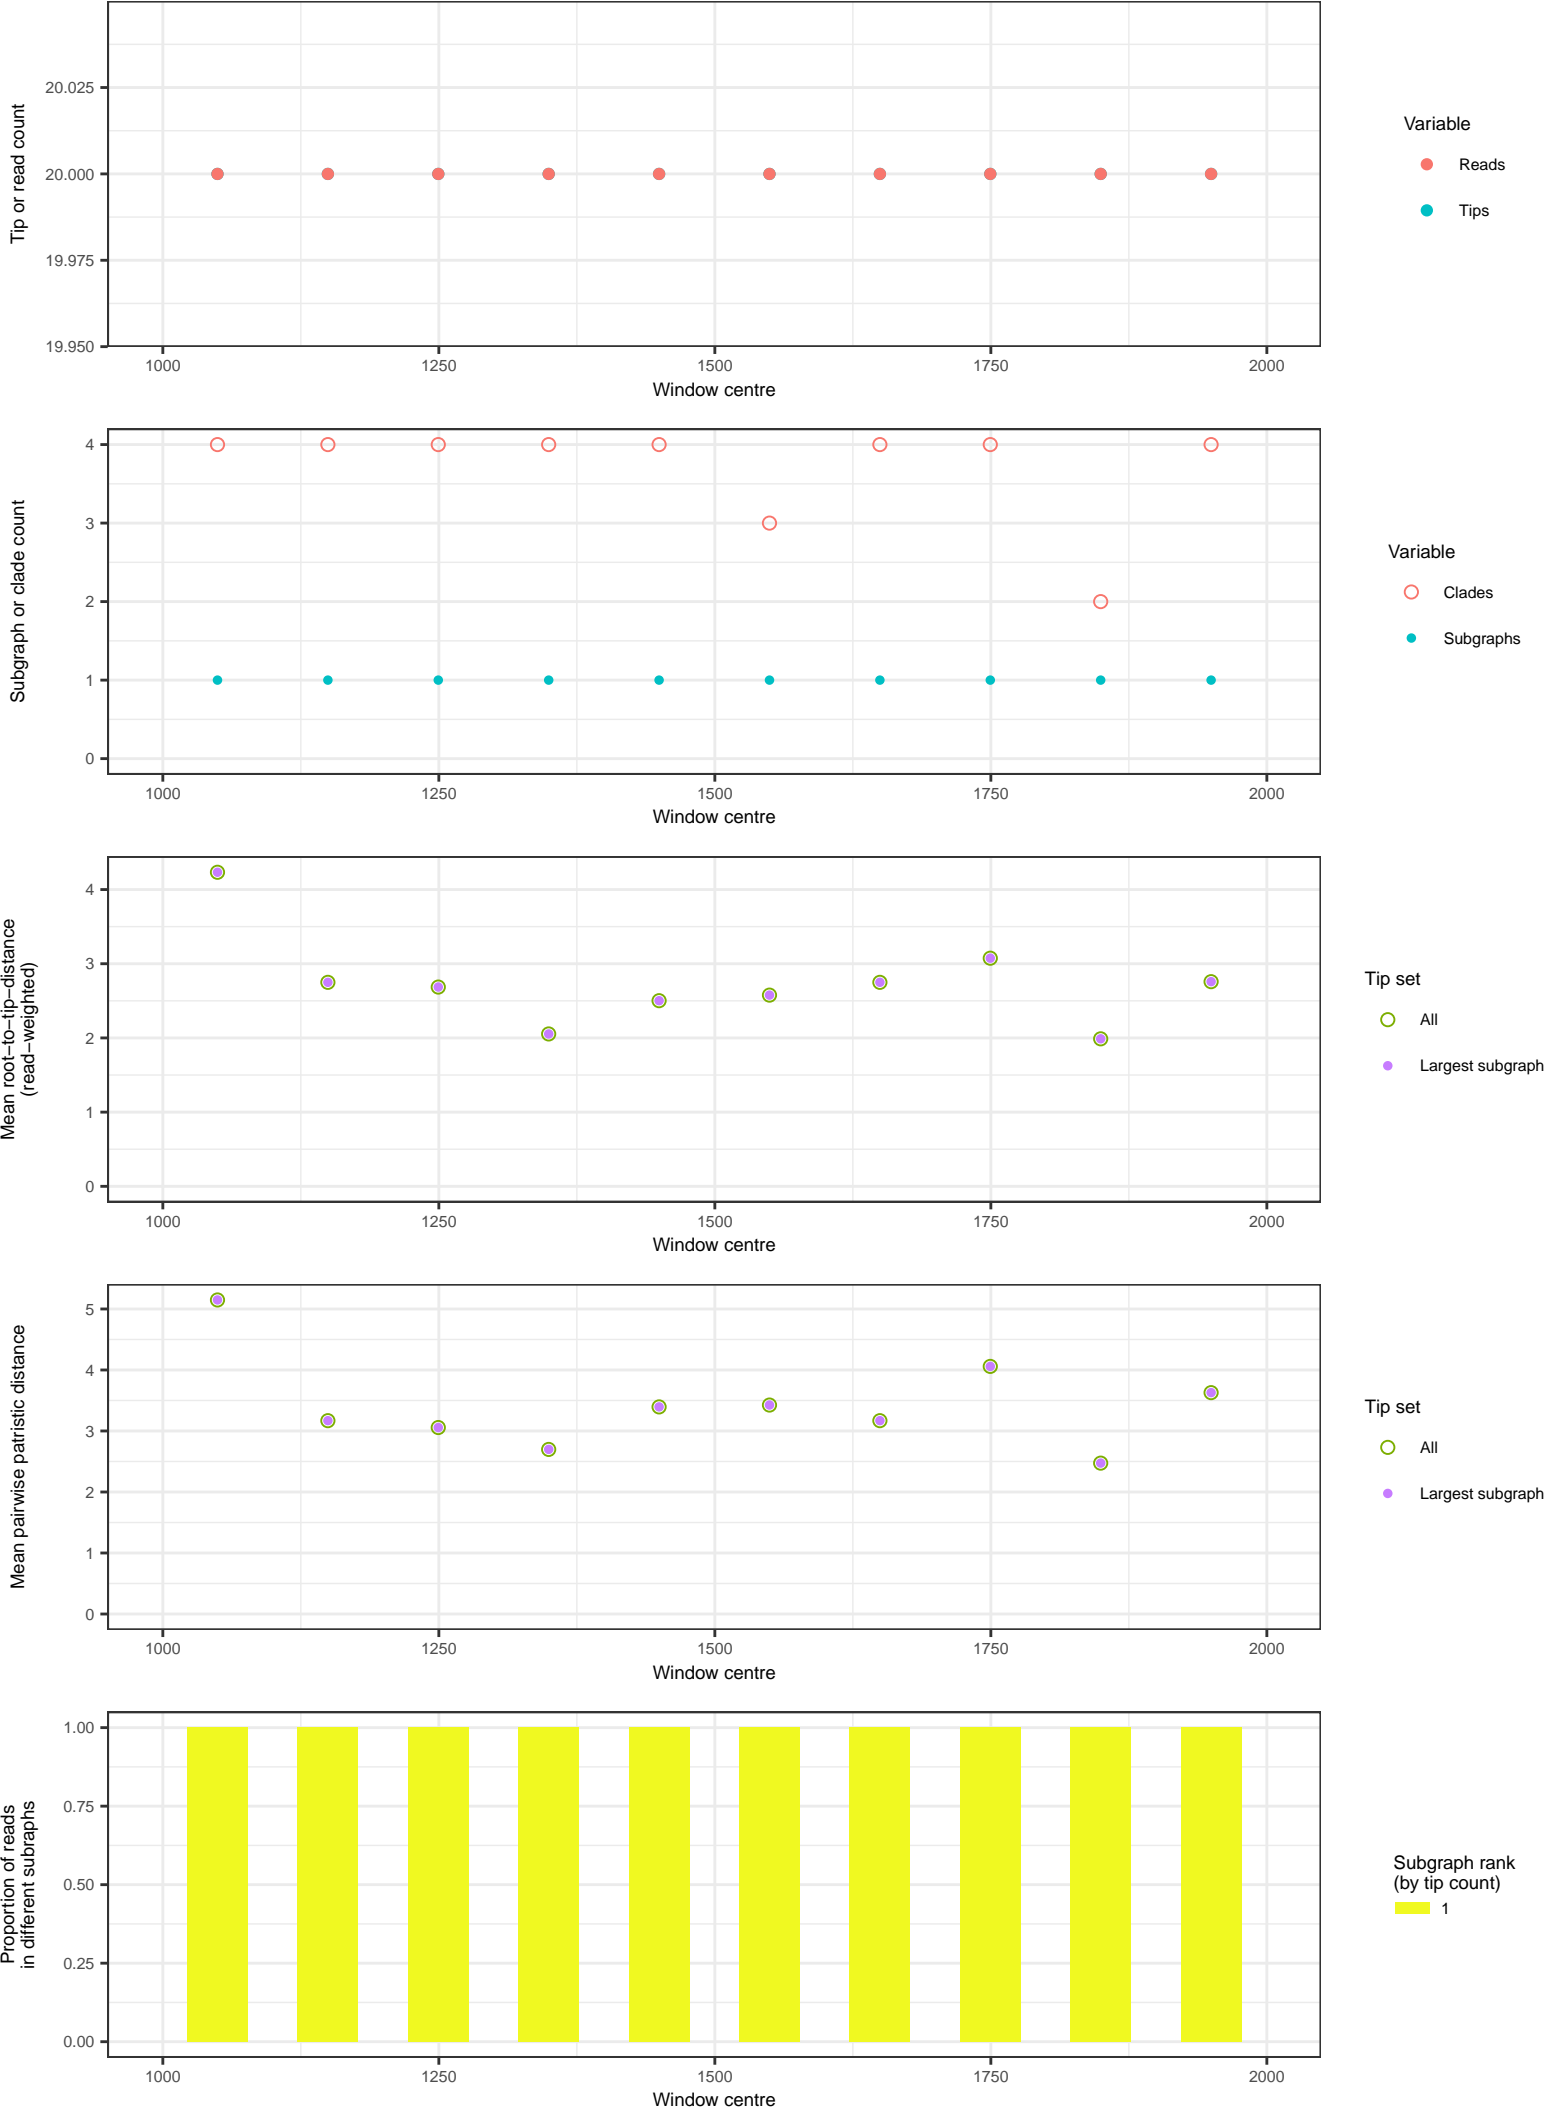 Tip or read count
20.025
20.000
19.975
19.950
1000 1250 1500 1750 2000
Window centre
Variable
Reads
Tips
Subgraph or clade count
4
3
2
1
0
1000 1250 1500 1750 2000
Window centre
Variable
Clades
Subgraphs
Mean root−to−tip−distance
(read−weighted)
4
3
2
1
0
1000 1250 1500 1750 2000
Window centre
Tip set
All
Largest subgraph
Mean pairwise patristic distance
5
4
3
2
1
0
1000 1250 1500 1750 2000
Window centre
Tip set
All
Largest subgraph
Proportion of reads
in different subraphs
1.00
0.75
0.50
0.25
0.00
1000 1250 1500 1750 2000
Window centre
Subgraph rank
(by tip count)
1